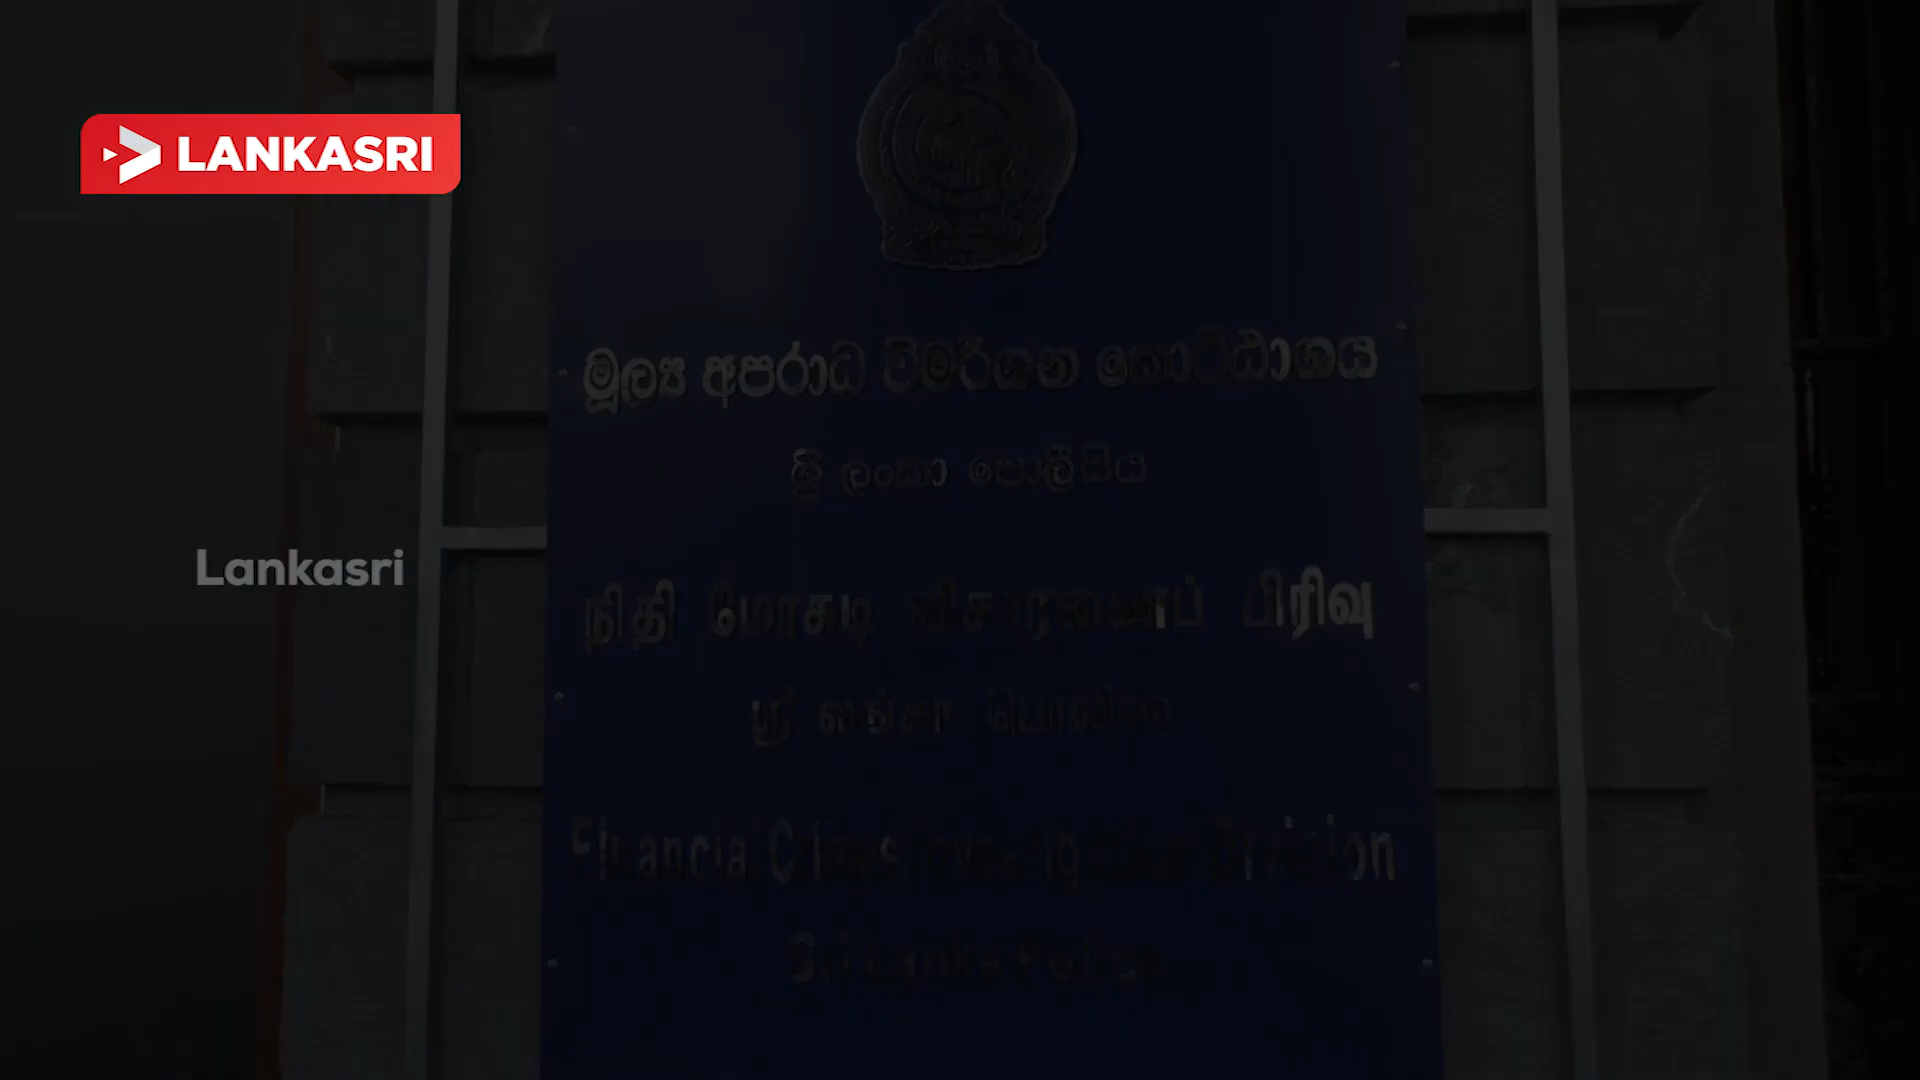 LANKASRI
මූල්‍ය අපරාධ විමර්ශන කොට්ඨාශය
ශ්‍රී ලංකා පොලිසිය
Lankasri
நிதி மோசடி விசாரணைப் பிரிவு
ஸ்ரீ லங்கா பொலிஸ்
Financial Crimes Investigation Division
Sri Lanka Police